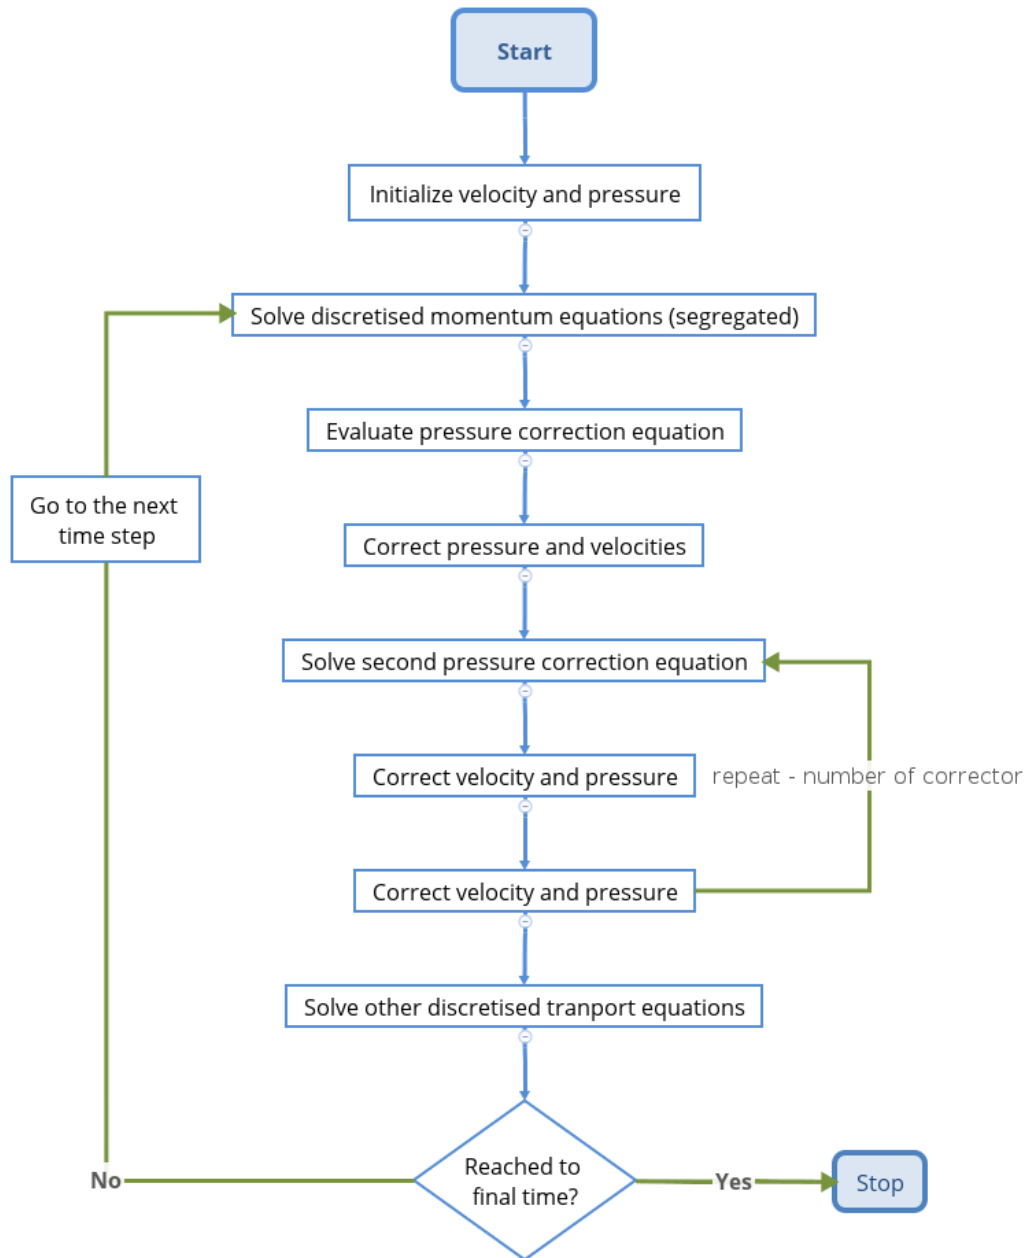 Start
Initialize velocity and pressure
Solve discretised momentum equations (segregated)
Evaluate pressure correction equation
Go to the next
time step
Correct pressure and velocities
Solve second pressure correction equation
Correct velocity and pressure
repeat - number of corrector
Correct velocity and pressure
Solve other discretised tranport equations
Reached to
final time?
No
Yes
Stop